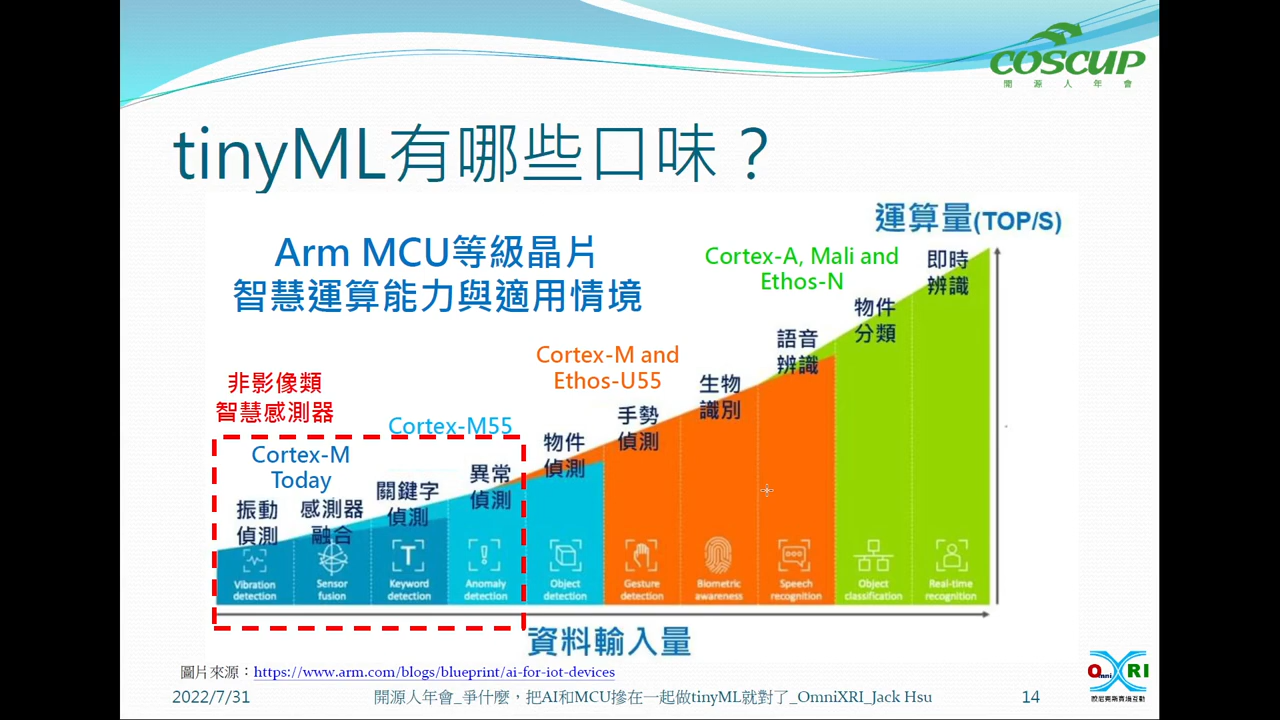 COSCUP
開源人年會
tinyML有哪些口味？
運算量(TOP/S)
Arm MCU等級晶片
智慧運算能力與適用情境
Cortex-A, Mali and
Ethos-N
即時
辨識
物件
分類
語音
辨識
Cortex-M and
Ethos-U55
生物
識別
手勢
偵測
非影像類
智慧感測器
Cortex-M55
物件
偵測
Cortex-M
Today
異常
偵測
關鍵字
偵測
感測器
融合
振動
偵測
Vibration
detection
Sensor
fusion
Keyword
detection
Anomaly
detection
Object
detection
Gesture
detection
Biometric
awareness
Speech
recognition
Object
classification
Real-time
recognition
資料輸入量
圖片來源：https://www.arm.com/blogs/blueprint/ai-for-iot-devices
2022/7/31
開源人年會_爭什麼，把AI和MCU摻在一起做tinyML就對了_OmniXRI_Jack Hsu
14
Omni XRI